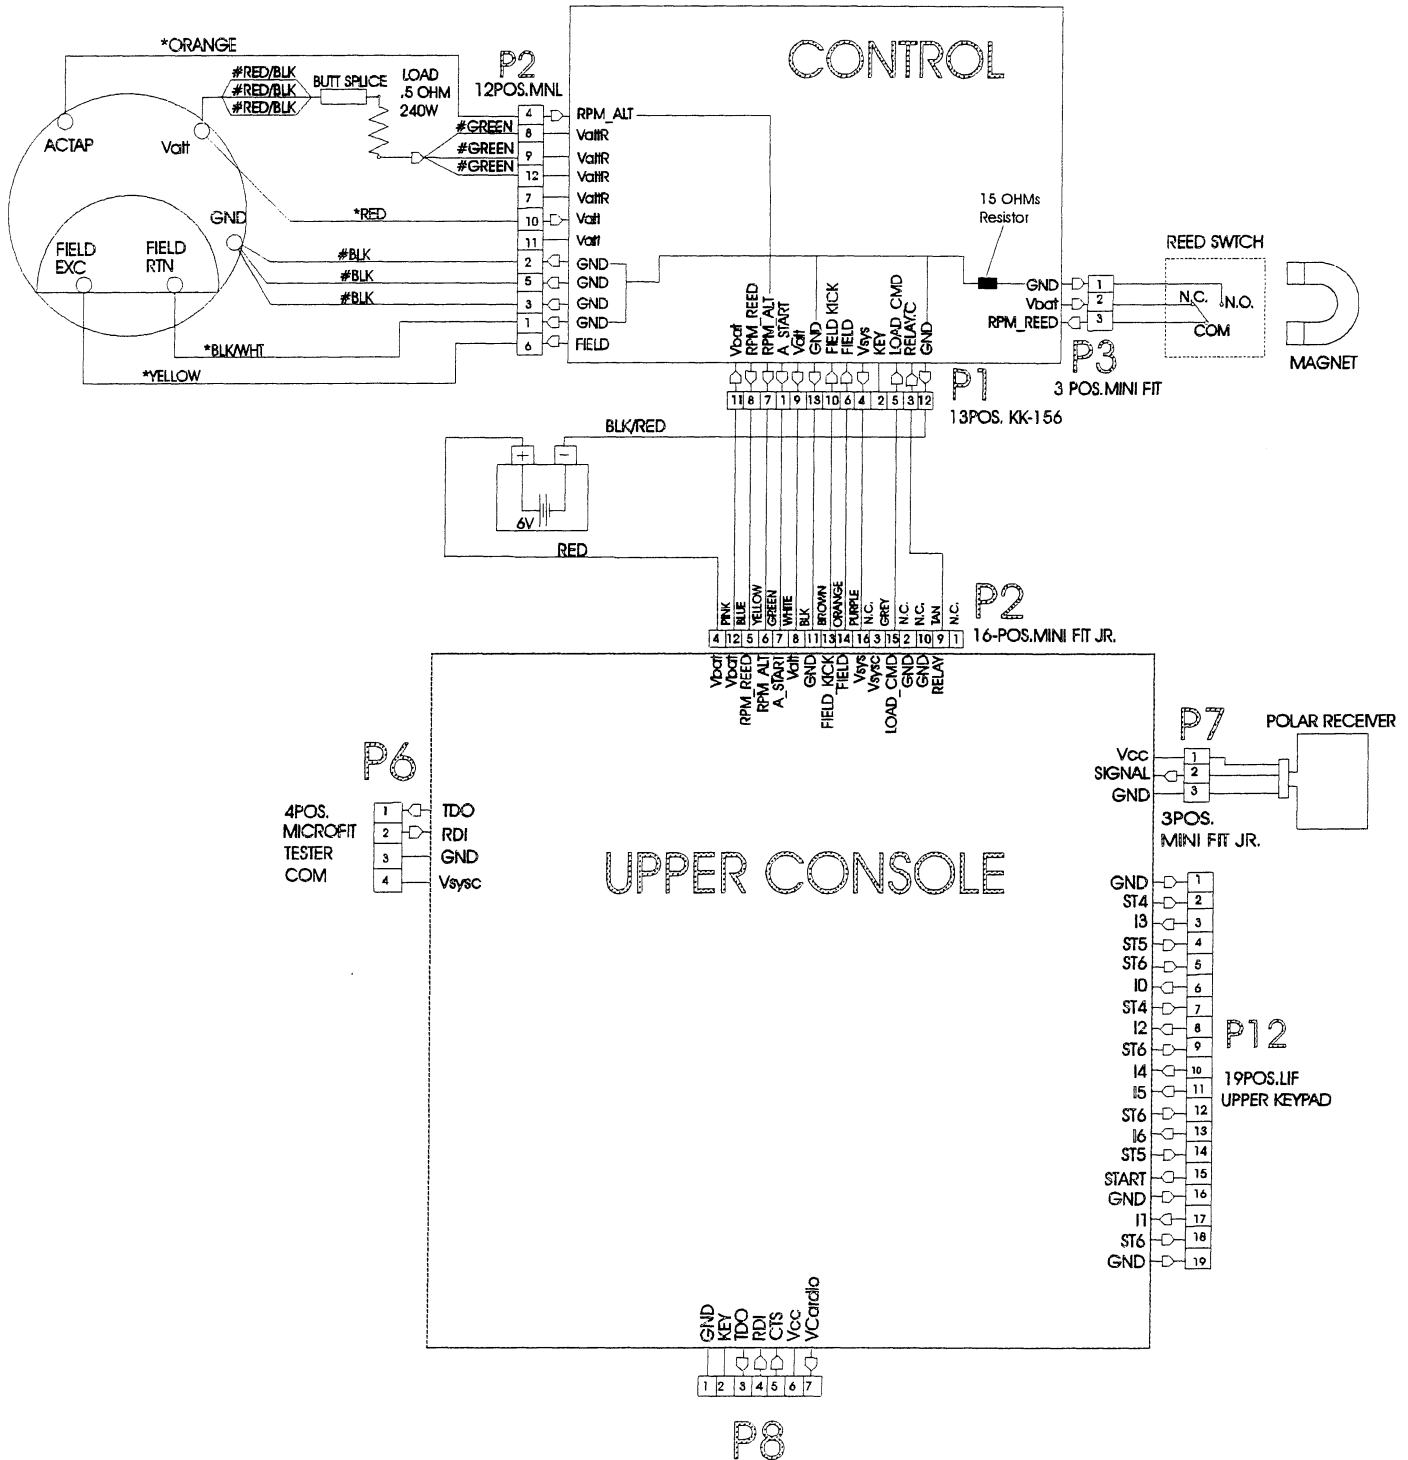 CONTROL
*ORANGE
#RED/BLK
#RED/BLK
#RED/BLK
BUTT SPLICE
LOAD
.5 OHM
240W
P2
12POS.MNL
ACTAP
Vatt
GND
FIELD
EXC
FIELD
RTN
#GREEN
#GREEN
#GREEN
*RED
#BLK
#BLK
#BLK
*BLK/WHT
*YELLOW
4 RPM_ALT
8 VattR
9 VattR
12 VattR
7 VattR
10 Vatt
11 Vatt
2 GND
5 GND
3 GND
1 GND
6 FIELD
15 OHMs
Resistor
GND 1
Vbat 2
RPM_REED 3
P3
3 POS.MINI FIT
REED SWTCH
N.C.
N.O.
COM
MAGNET
Vbat
RPM_REED
RPM_ALT
A_START
Vatt
GND
FIELD KICK
FIELD
Vsys
KEY
LOAD_CMD
RELAY.C
GND
11 8 7 1 9 13 10 6 4 2 5 3 12
P1
13POS. KK-156
BLK/RED
+ −
6V
RED
PINK
BLUE
YELLOW
GREEN
WHITE
BLK
BROWN
ORANGE
PURPLE
N.C.
GREY
N.C.
N.C.
TAN
N.C.
P2
16-POS.MINI FIT JR.
4 12 5 6 7 8 11 13 14 16 3 15 2 10 9 1
Vbat
Vbat
RPM_REED
RPM_ALT
A_START
Vatt
GND
FIELD_KICK
FIELD
Vsys
Vsysc
LOAD_CMD
GND
GND
RELAY
UPPER CONSOLE
P6
4POS.
MICROFIT
TESTER
COM
1 TDO
2 RDI
3 GND
4 Vsysc
P7
POLAR RECEIVER
Vcc 1
SIGNAL 2
GND 3
3POS.
MINI FIT JR.
GND 1
ST4 2
I3 3
ST5 4
ST6 5
I0 6
ST4 7
I2 8
ST6 9
I4 10
I5 11
ST6 12
I6 13
ST5 14
START 15
GND 16
I1 17
ST6 18
GND 19
P12
19POS.LIF
UPPER KEYPAD
GND
KEY
TDO
RDI
CTS
Vcc
VCardio
1 2 3 4 5 6 7
P8